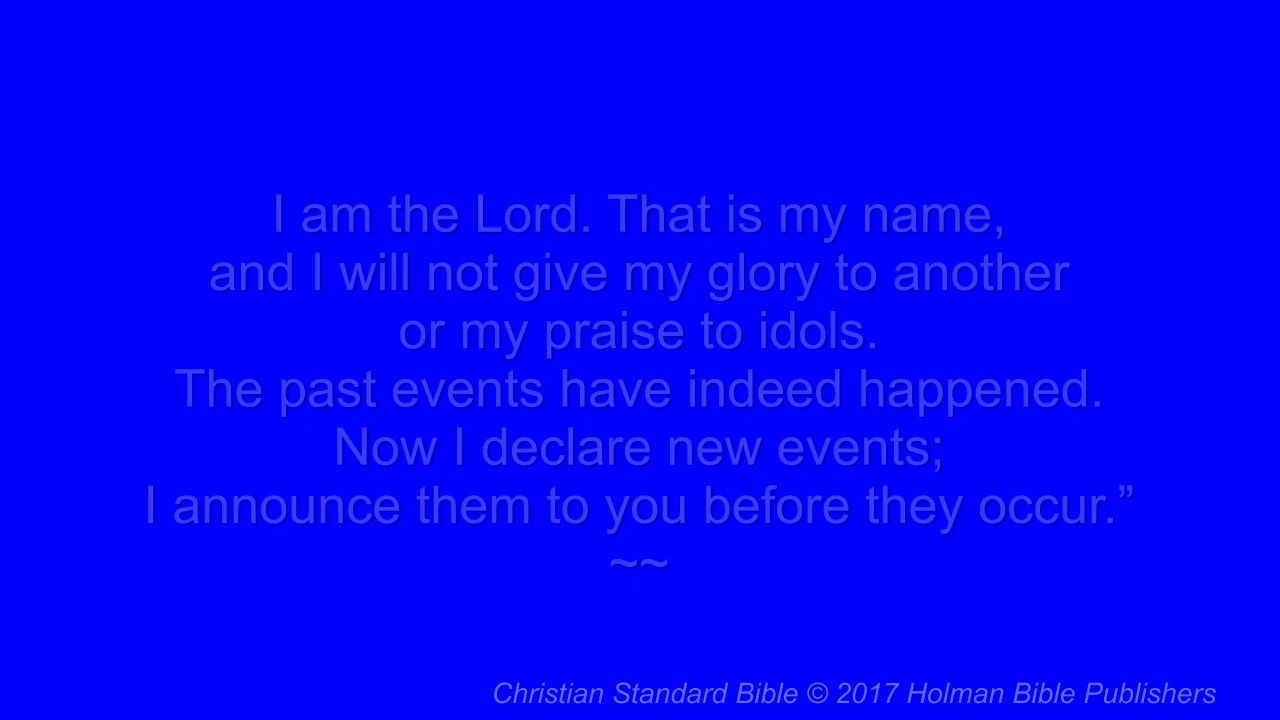 I am the Lord. That is my name,
and I will not give my glory to another
or my praise to idols.
The past events have indeed happened.
Now I declare new events;
I announce them to you before they occur.”
~~
Christian Standard Bible © 2017 Holman Bible Publishers